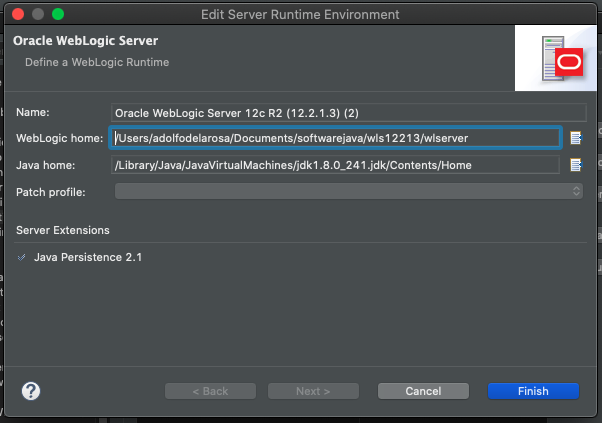 Edit Server Runtime Environment
Oracle WebLogic Server
Define a WebLogic Runtime
Name: Oracle WebLogic Server 12c R2 (12.2.1.3) (2)
WebLogic home: /Users/adolfodelarosa/Documents/softwarejava/wls12213/wlserver
Java home: /Library/Java/JavaVirtualMachines/jdk1.8.0_241.jdk/Contents/Home
Patch profile:
Server Extensions
Java Persistence 2.1
? < Back Next > Cancel Finish